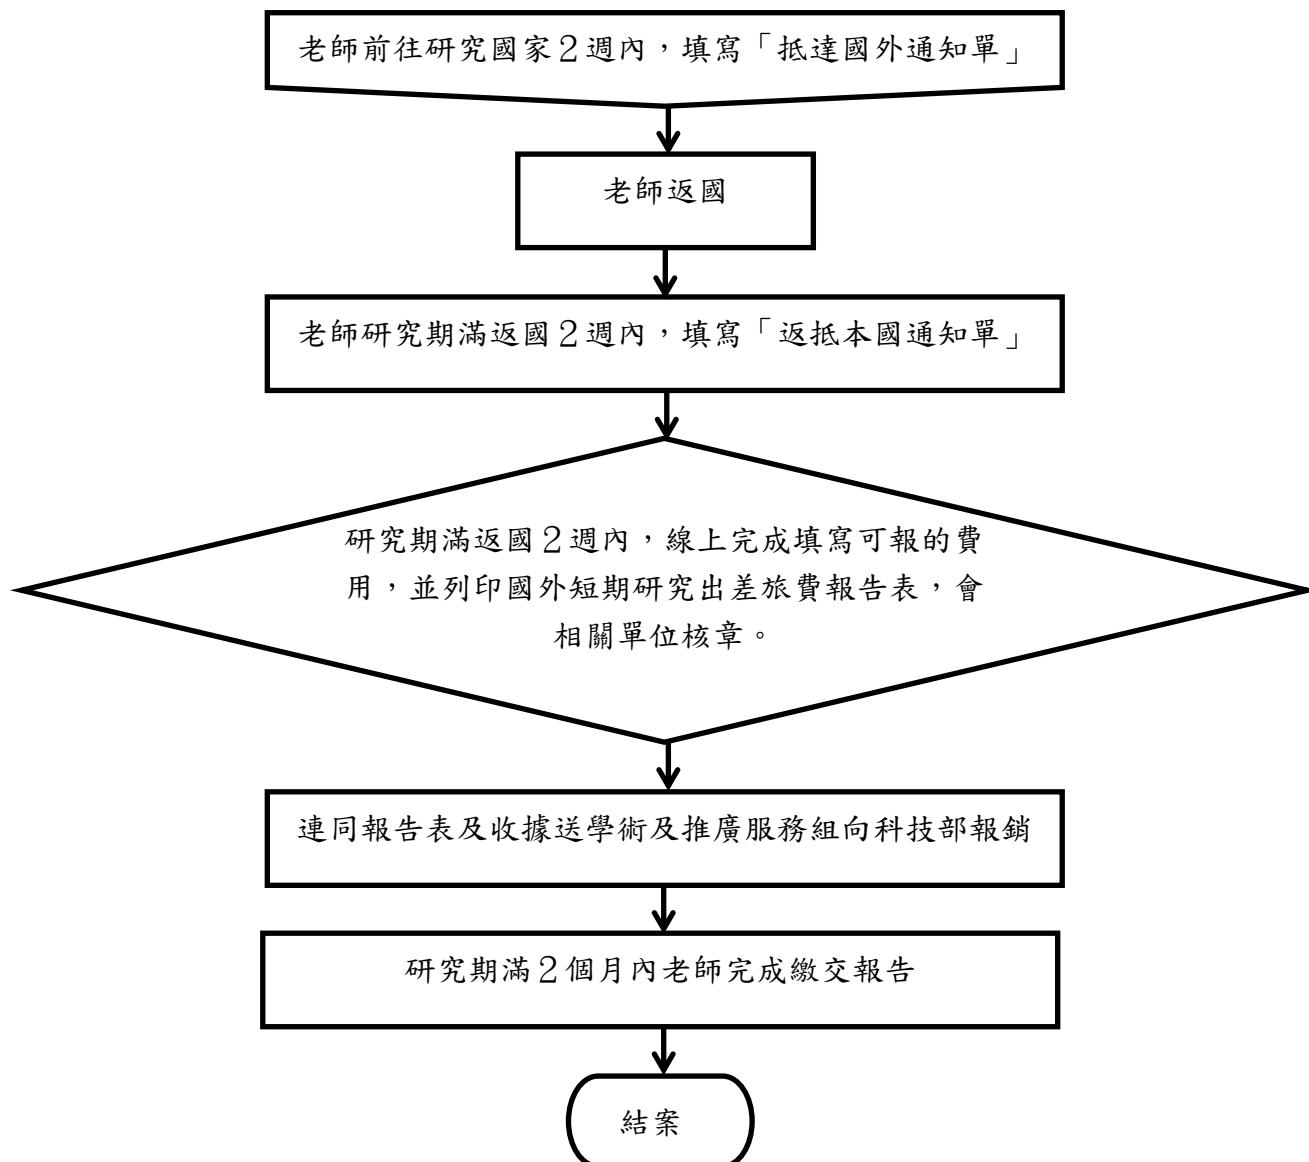 老師前往研究國家2週內，填寫「抵達國外通知單」
老師返國
老師研究期滿返國2週內，填寫「返抵本國通知單」
研究期滿返國2週內，線上完成填寫可報的費
用，並列印國外短期研究出差旅費報告表，會
相關單位核章。
連同報告表及收據送學術及推廣服務組向科技部報銷
研究期滿2個月內老師完成繳交報告
結案